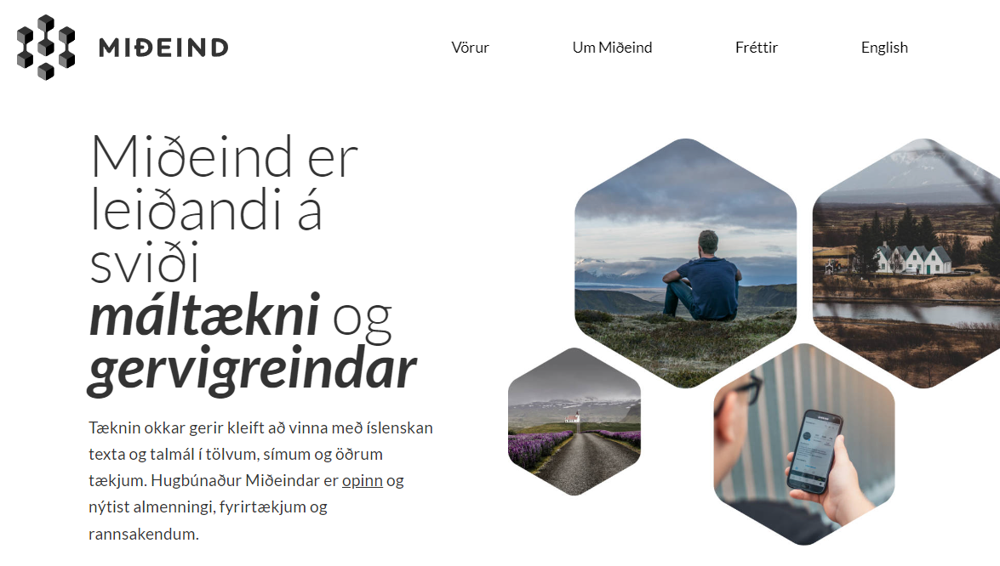 MIÐEIND
Vörur
Um Miðeind
Fréttir
English
Miðeind er
leiðandi á
sviði
máltækni og
gervigreindar
Tæknin okkar gerir kleift að vinna með íslenskan
texta og talmál í tölvum, símum og öðrum
tækjum. Hugbúnaður Miðeindar er opinn og
nýtist almenningi, fyrirtækjum og
rannsakendum.